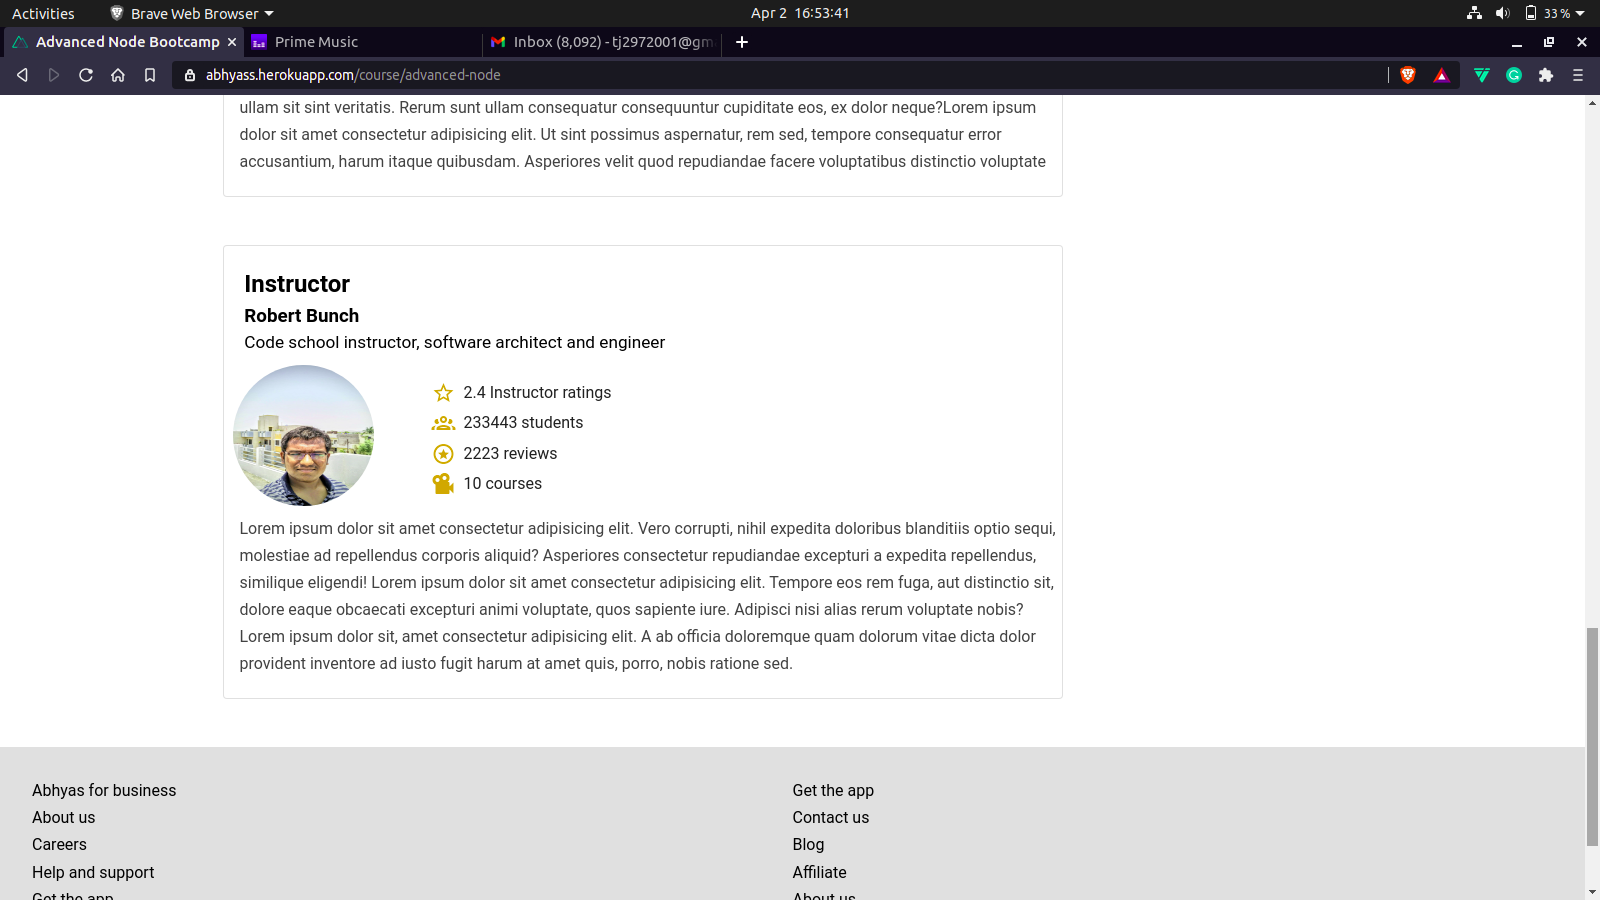 Activities
Brave Web Browser
Apr 2 16:53:41
33 %
Advanced Node Bootcamp
Prime Music
Inbox (8,092) - tj2972001@gm
abhyass.herokuapp.com/course/advanced-node
ullam sit sint veritatis. Rerum sunt ullam consequatur consequuntur cupiditate eos, ex dolor neque?Lorem ipsum
dolor sit amet consectetur adipisicing elit. Ut sint possimus aspernatur, rem sed, tempore consequatur error
accusantium, harum itaque quibusdam. Asperiores velit quod repudiandae facere voluptatibus distinctio voluptate
Instructor
Robert Bunch
Code school instructor, software architect and engineer
2.4 Instructor ratings
233443 students
2223 reviews
10 courses
Lorem ipsum dolor sit amet consectetur adipisicing elit. Vero corrupti, nihil expedita doloribus blanditiis optio sequi,
molestiae ad repellendus corporis aliquid? Asperiores consectetur repudiandae excepturi a expedita repellendus,
similique eligendi! Lorem ipsum dolor sit amet consectetur adipisicing elit. Tempore eos rem fuga, aut distinctio sit,
dolore eaque obcaecati excepturi animi voluptate, quos sapiente iure. Adipisci nisi alias rerum voluptate nobis?
Lorem ipsum dolor sit, amet consectetur adipisicing elit. A ab officia doloremque quam dolorum vitae dicta dolor
provident inventore ad iusto fugit harum at amet quis, porro, nobis ratione sed.
Abhyas for business
About us
Careers
Help and support
Get the app
Get the app
Contact us
Blog
Affiliate
About us